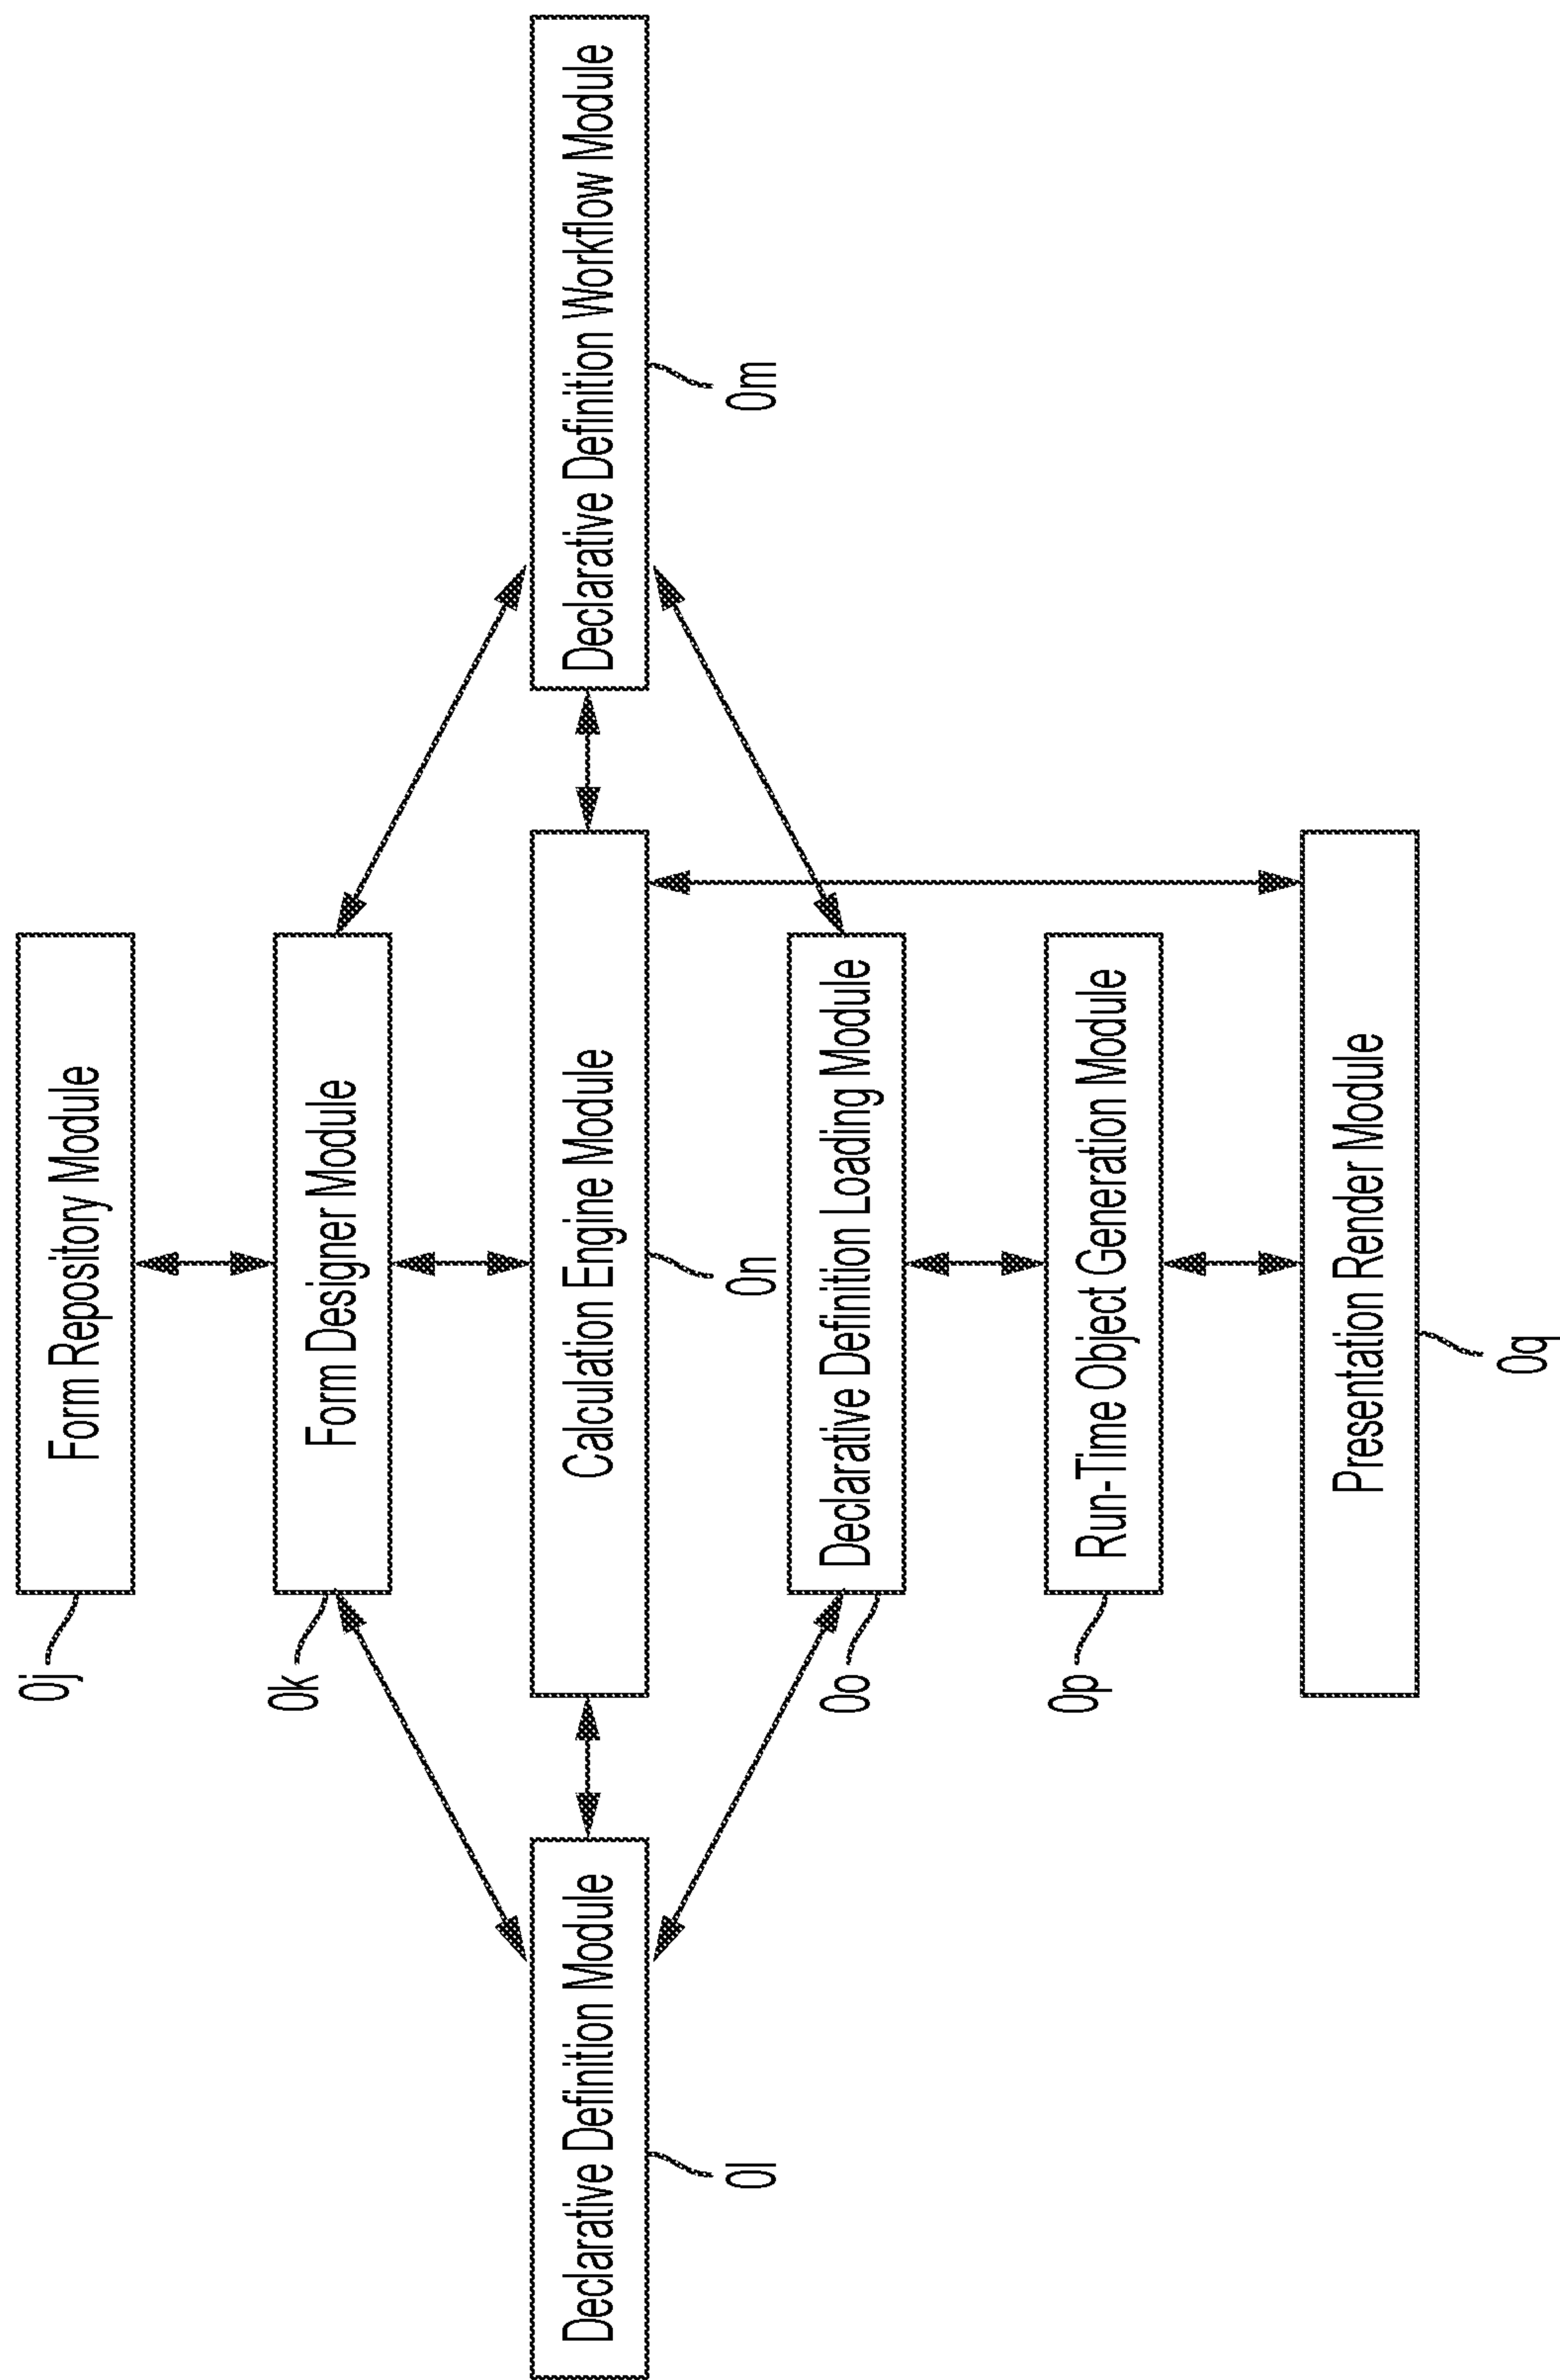 Form Repository Module
0j
Form Designer Module
0k
Declarative Definition Module
0l
Calculation Engine Module
0n
Declarative Definition Workflow Module
0m
Declarative Definition Loading Module
0o
Run-Time Object Generation Module
0p
Presentation Render Module
0q